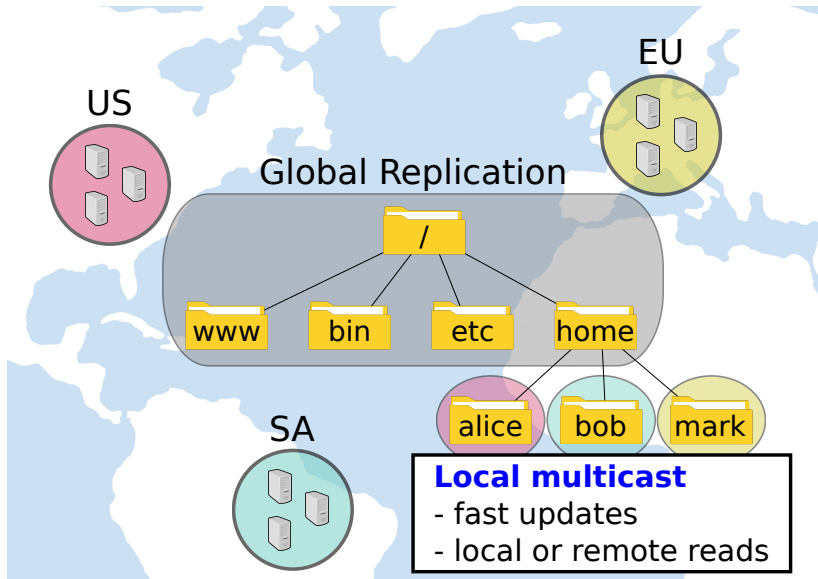 EU
US
Global Replication
/
www bin etc home
alice bob mark
SA
Local multicast
- fast updates
- local or remote reads